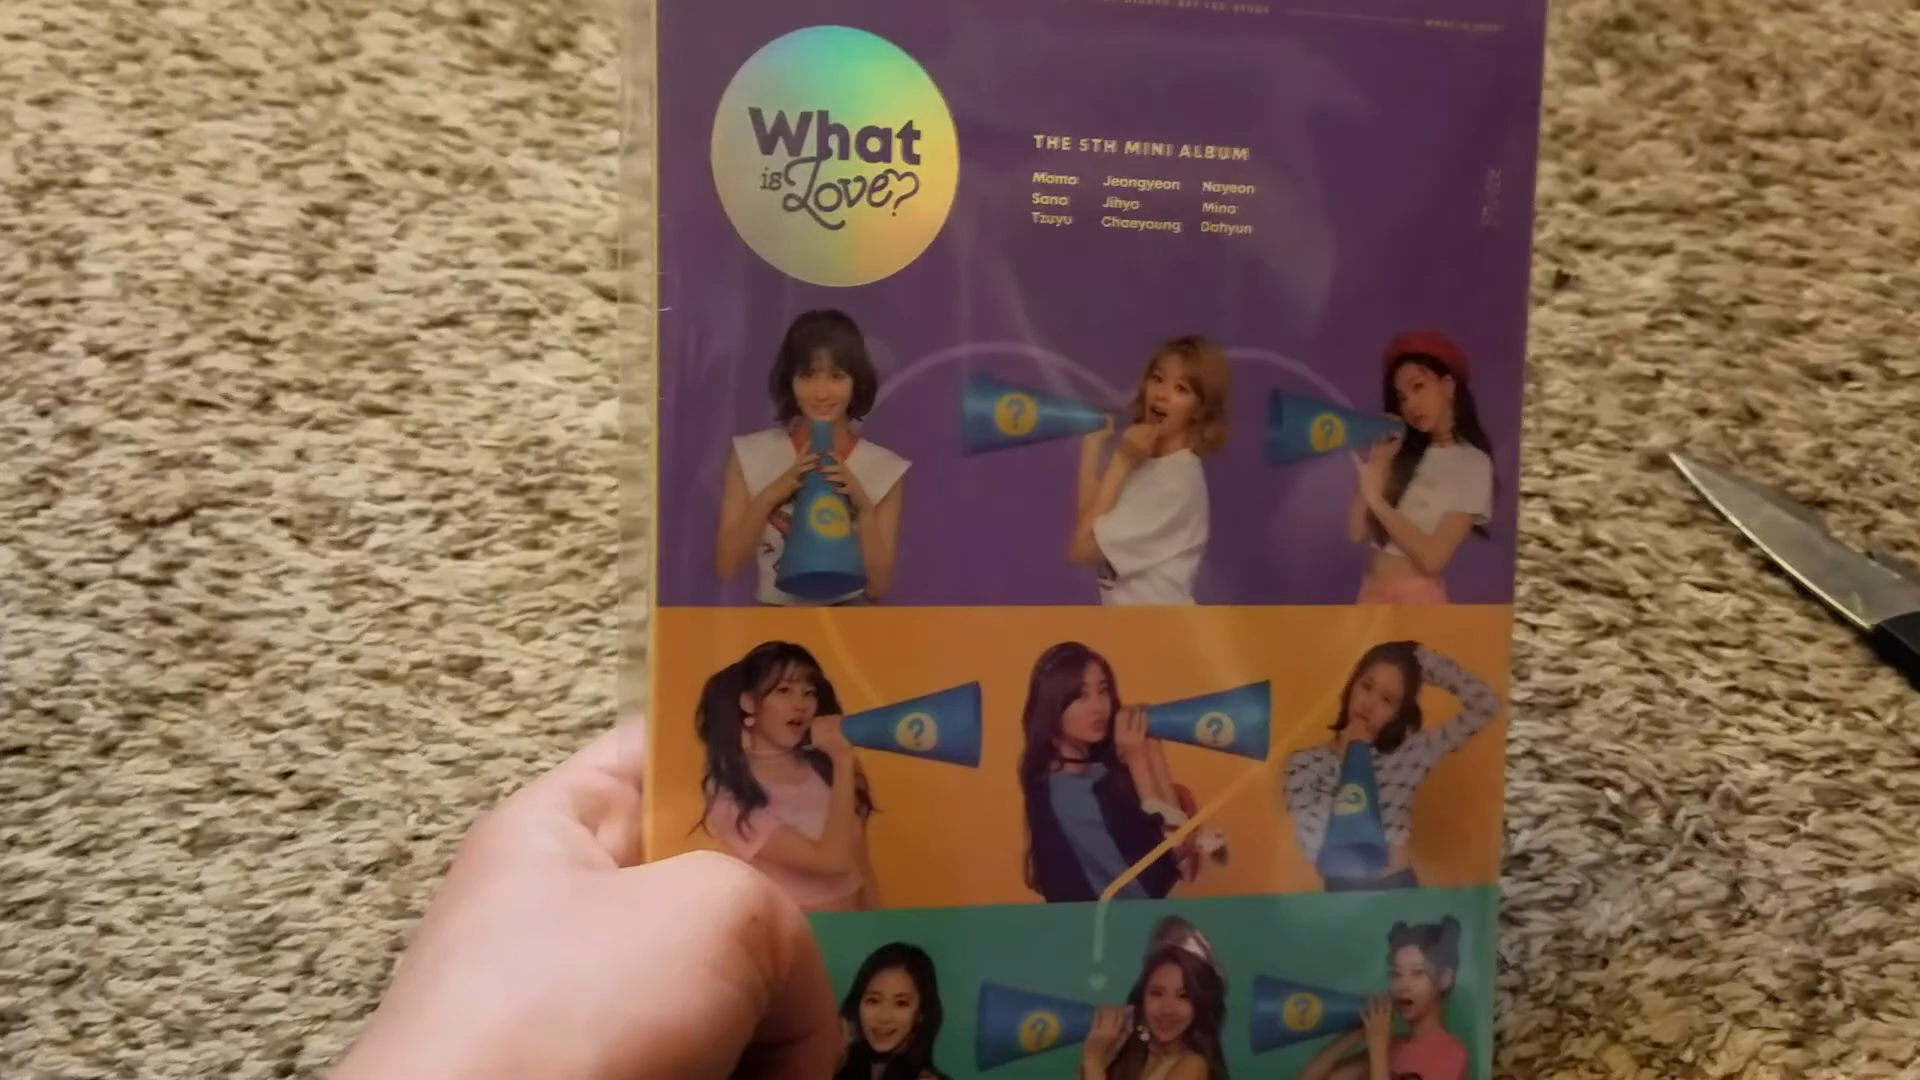 What
is Love?
THE 5TH MINI ALBUM
Momo Jeongyeon Nayeon
Sana Jihyo Mina
Tzuyu Chaeyoung Dahyun
?
?
?
?
?
?